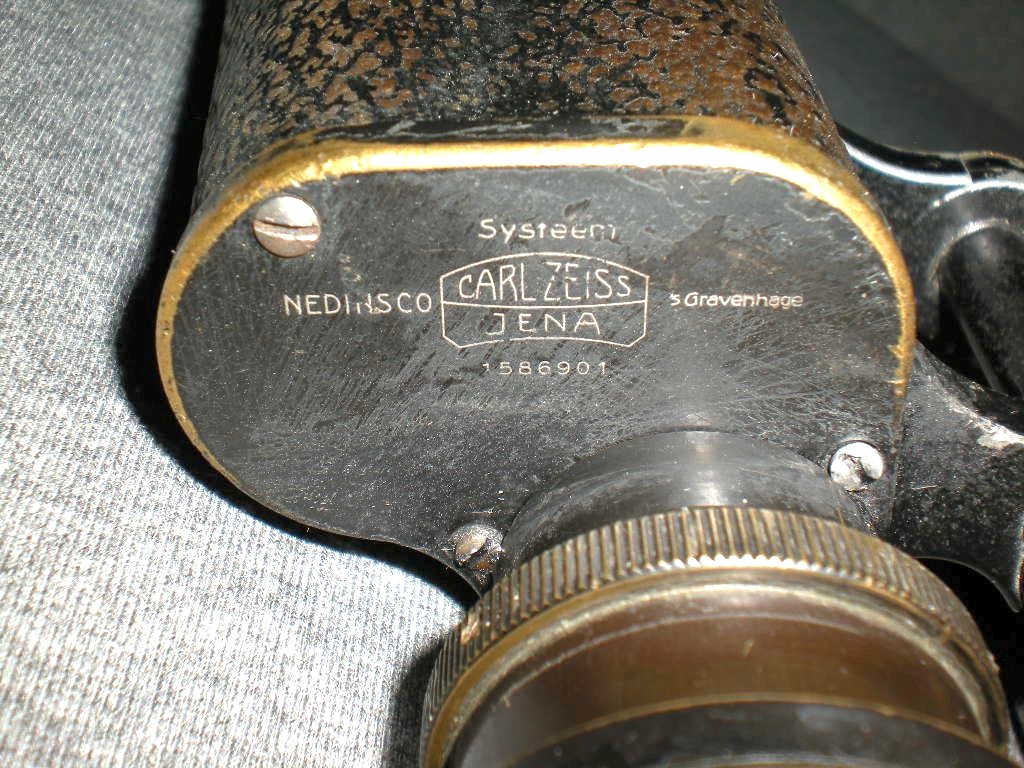 Systeem
NEDINSCO CARL ZEISS 's Gravenhage
JENA
1586901